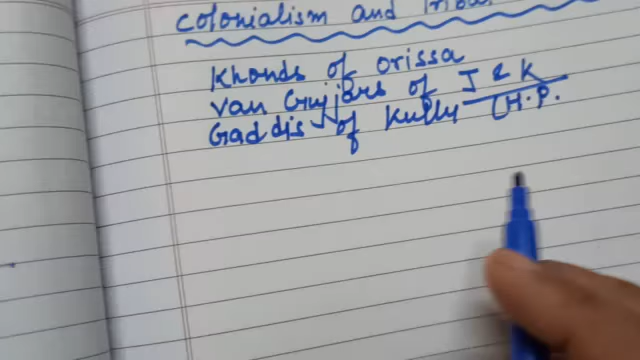 colonialism and
Khonds of orissa
van Gujjars of J & K
Gaddis of Kullu (H.P.